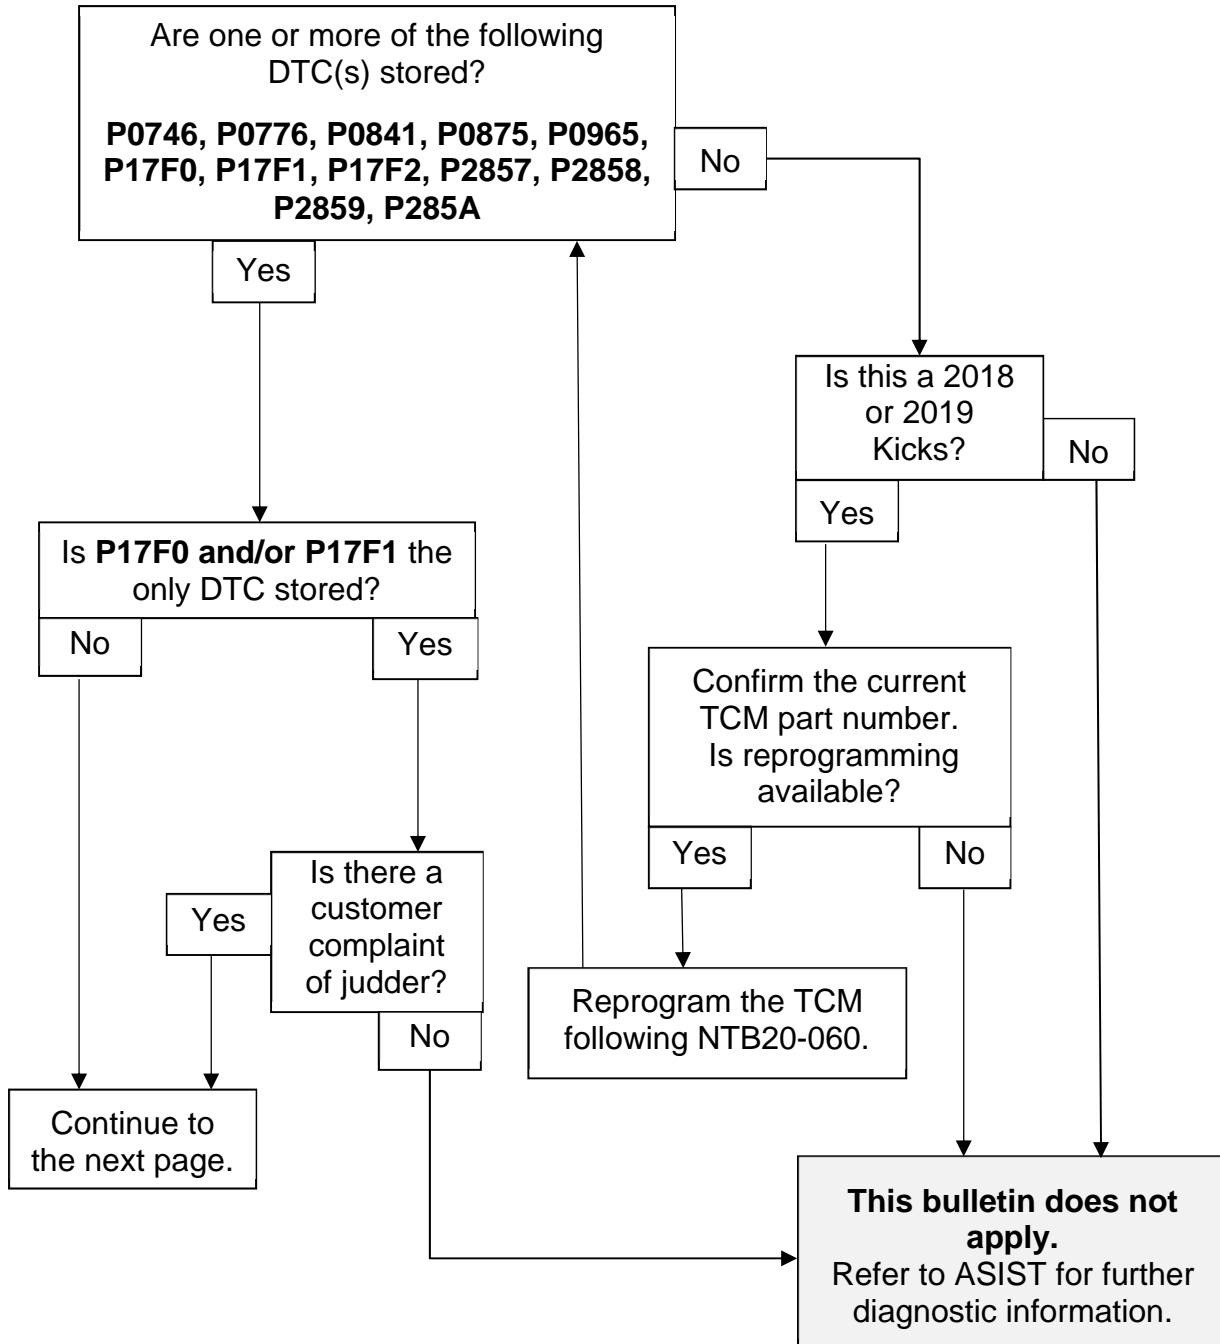 Are one or more of the following
DTC(s) stored?
P0746, P0776, P0841, P0875, P0965,
P17F0, P17F1, P17F2, P2857, P2858,
P2859, P285A
No
Yes
Is this a 2018
or 2019
Kicks?
No
Yes
Is P17F0 and/or P17F1 the
only DTC stored?
No
Yes
Confirm the current
TCM part number.
Is reprogramming
available?
Yes
No
Is there a
customer
complaint
of judder?
Yes
No
Reprogram the TCM
following NTB20-060.
Continue to
the next page.
This bulletin does not
apply.
Refer to ASIST for further
diagnostic information.